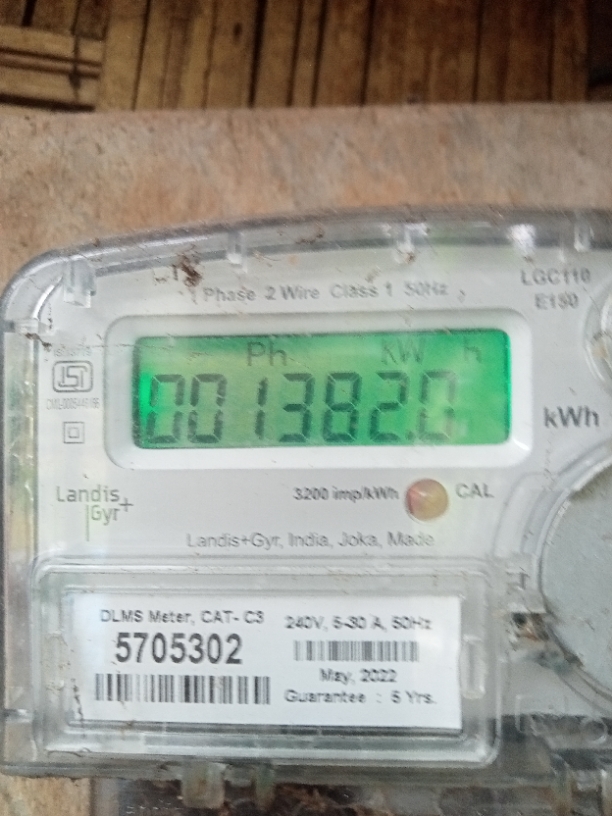 Phase 2 Wire Class 1 50Hz
LGC110
E150
Ph kW h
001382.0
kWh
ISI
3200 imp/kWh CAL
Landis+
Gyr
Landis+Gyr, India, Joka, Made
DLMS Meter, CAT- C3
5705302
240V, 5-30 A, 50Hz
May, 2022
Guarantee : 5 Yrs.